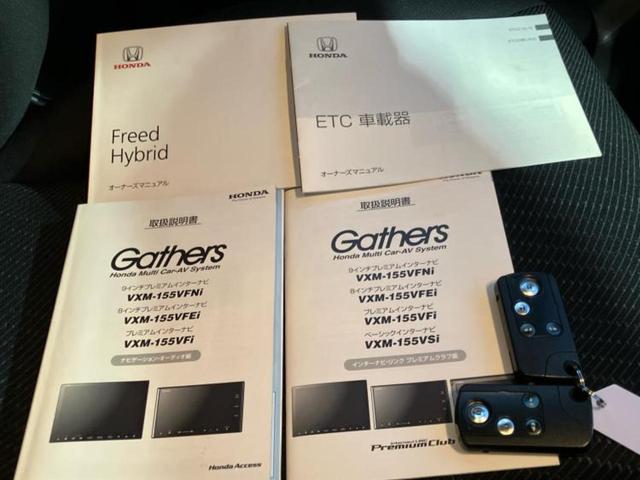 HONDA
Freed
Hybrid
オーナーズマニュアル
HONDA
ETC 車載器
オーナーズマニュアル
HONDA
取扱説明書
Gathers
Honda Multi Car-AV System
9インチプレミアムインターナビ
VXM-155VFNi
8インチプレミアムインターナビ
VXM-155VFEi
プレミアムインターナビ
VXM-155VFi
ナビゲーション・オーディオ編
Honda Access
HONDA
取扱説明書
Gathers
Honda Multi Car-AV System
9インチプレミアムインターナビ
VXM-155VFNi
8インチプレミアムインターナビ
VXM-155VFEi
プレミアムインターナビ
VXM-155VFi
ベーシックインターナビ
VXM-155VSi
インターナビ・リンク プレミアムクラブ編
internavi LINC
Premium Club